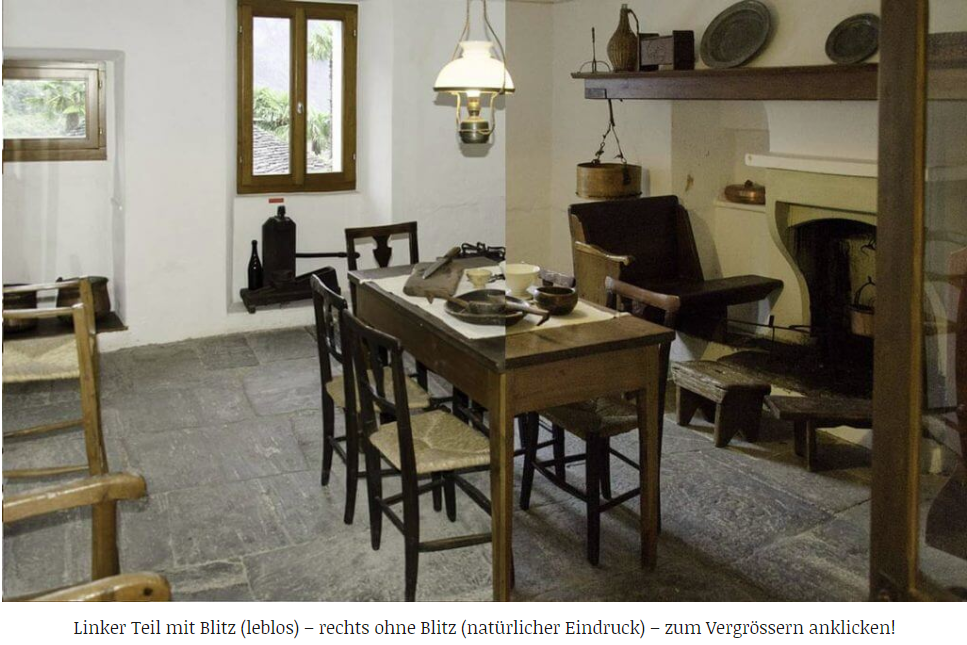 Linker Teil mit Blitz (leblos) – rechts ohne Blitz (natürlicher Eindruck) – zum Vergrössern anklicken!